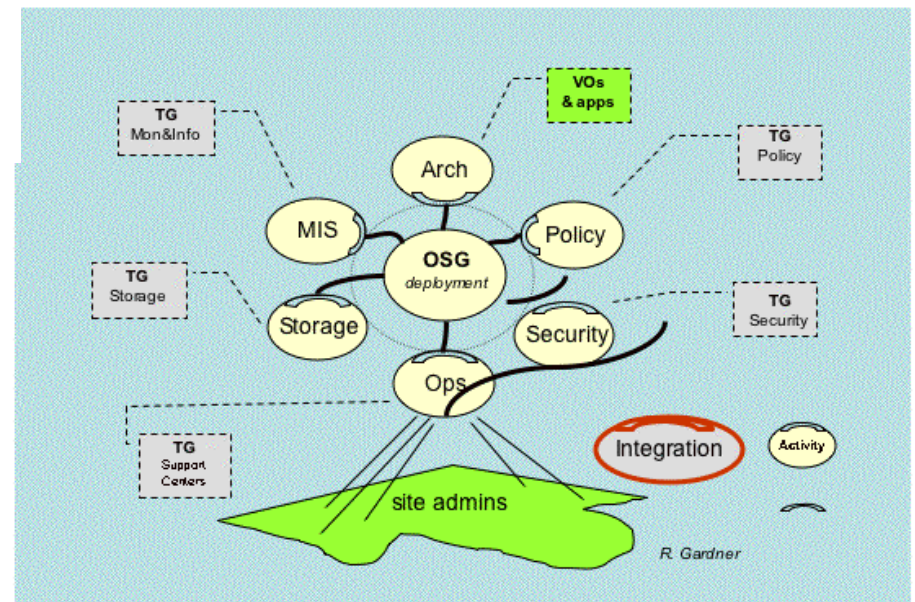 VOs
& apps
TG
Mon&Info
TG
Policy
Arch
MIS
Policy
OSG
deployment
TG
Storage
TG
Security
Storage
Security
Ops
TG
Support
Centers
Integration
Activity
site admins
R. Gardner